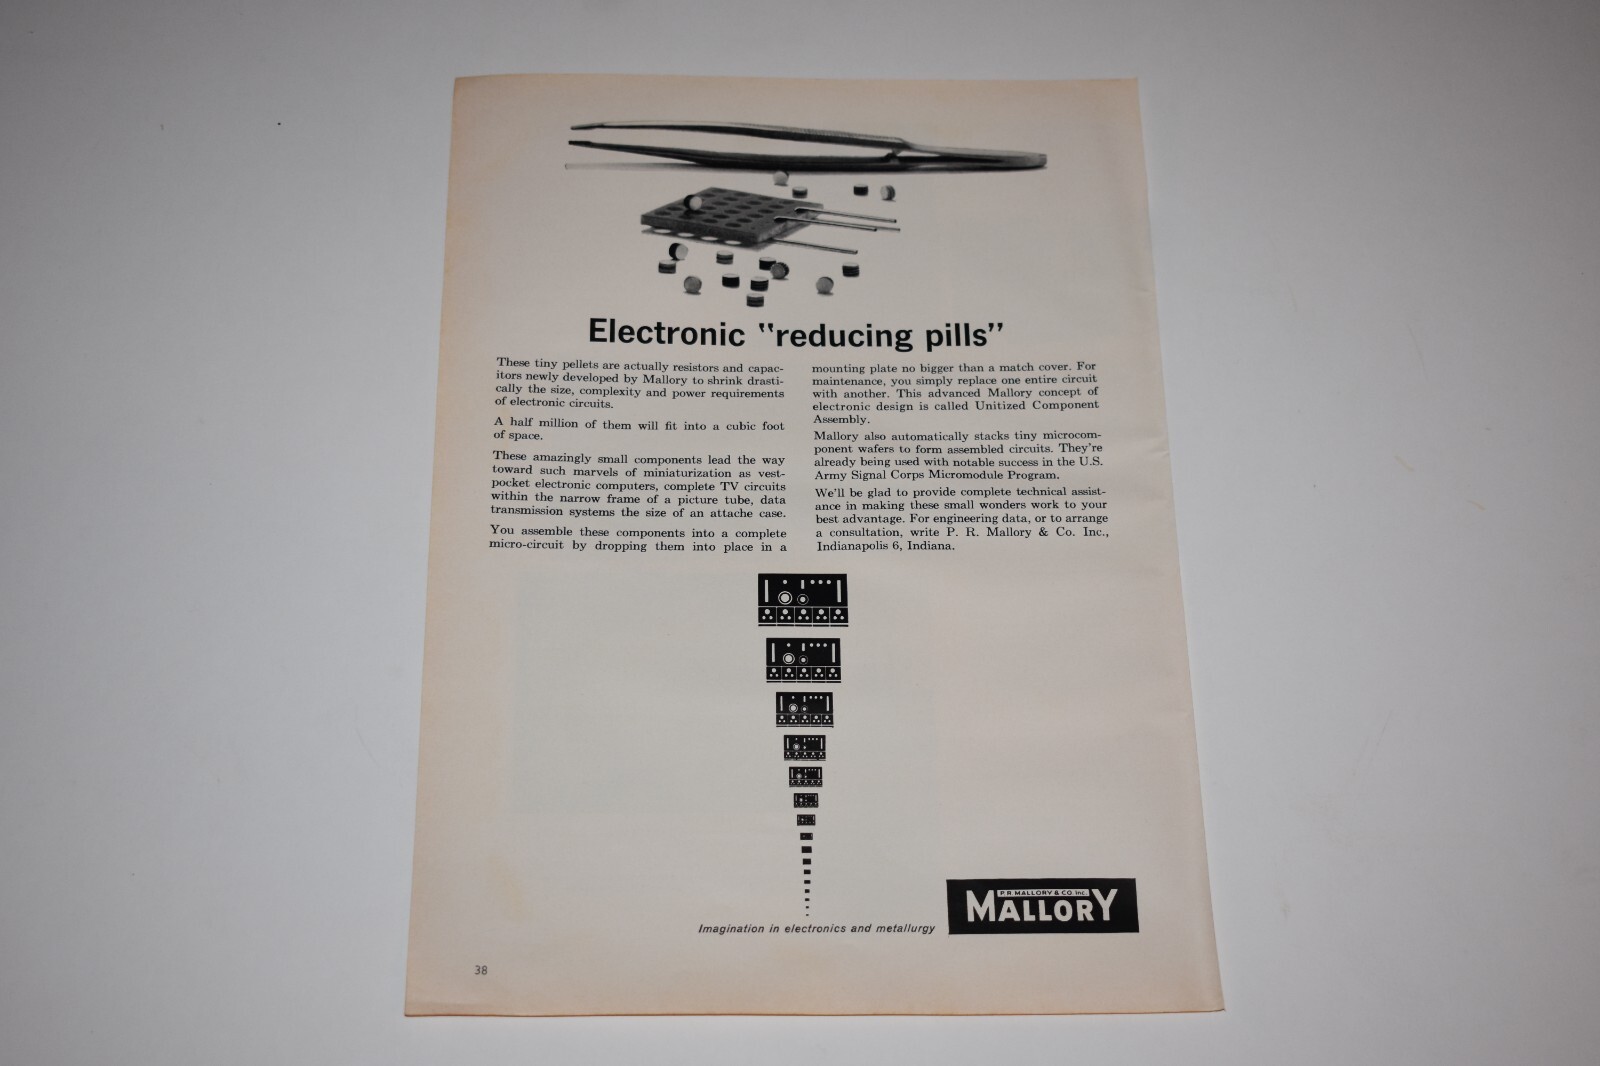 Electronic "reducing pills"
These tiny pellets are actually resistors and capac-
itors newly developed by Mallory to shrink drasti-
cally the size, complexity and power requirements
of electronic circuits.
A half million of them will fit into a cubic foot
of space.
These amazingly small components lead the way
toward such marvels of miniaturization as vest-
pocket electronic computers, complete TV circuits
within the narrow frame of a picture tube, data
transmission systems the size of an attache case.
You assemble these components into a complete
micro-circuit by dropping them into place in a
mounting plate no bigger than a match cover. For
maintenance, you simply replace one entire circuit
with another. This advanced Mallory concept of
electronic design is called Unitized Component
Assembly.
Mallory also automatically stacks tiny microcom-
ponent wafers to form assembled circuits. They're
already being used with notable success in the U.S.
Army Signal Corps Micromodule Program.
We'll be glad to provide complete technical assist-
ance in making these small wonders work to your
best advantage. For engineering data, or to arrange
a consultation, write P. R. Mallory & Co. Inc.,
Indianapolis 6, Indiana.
Imagination in electronics and metallurgy
P. R. MALLORY & CO. Inc.
MALLORY
38